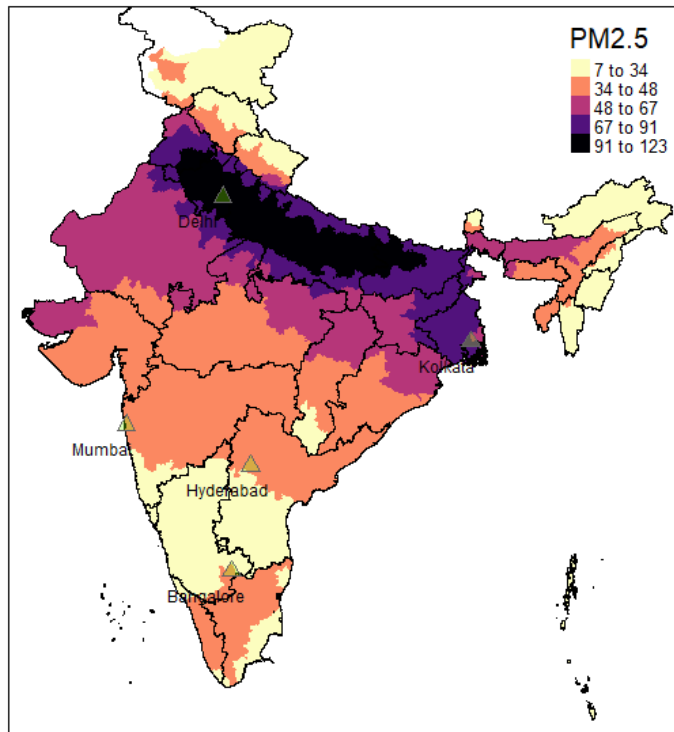 PM2.5
7 to 34
34 to 48
48 to 67
67 to 91
91 to 123
Delhi
Kolkata
Mumbai
Hyderabad
Bangalore